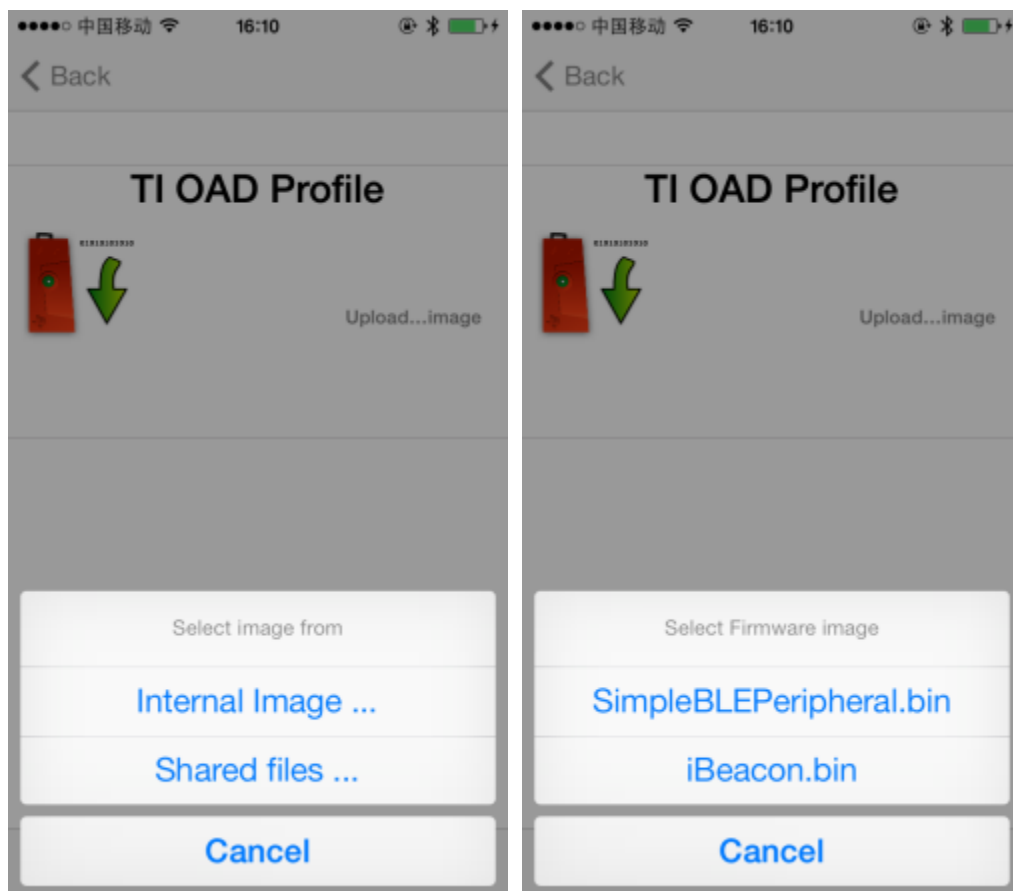 中国移动 16:10
Back
TI OAD Profile
Upload...image
Select image from
Internal Image ...
Shared files ...
Cancel
中国移动 16:10
Back
TI OAD Profile
Upload...image
Select Firmware image
SimpleBLEPeripheral.bin
iBeacon.bin
Cancel